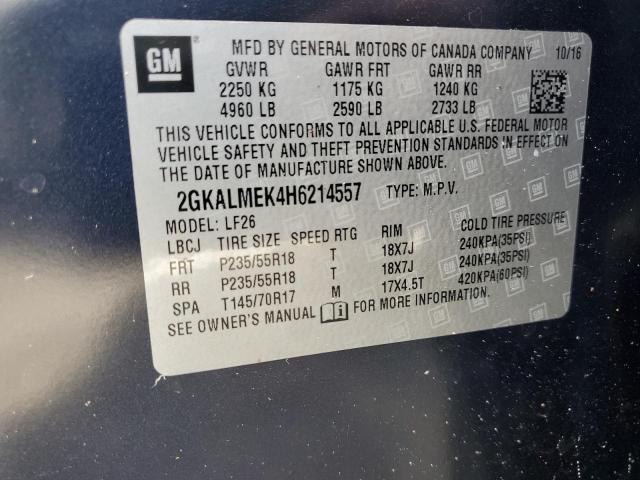 GM
MFD BY GENERAL MOTORS OF CANADA COMPANY 10/16
GVWR GAWR FRT GAWR RR
2250 KG 1175 KG 1240 KG
4960 LB 2590 LB 2733 LB
THIS VEHICLE CONFORMS TO ALL APPLICABLE U.S. FEDERAL MOTOR
VEHICLE SAFETY AND THEFT PREVENTION STANDARDS IN EFFECT ON
THE DATE OF MANUFACTURE SHOWN ABOVE.
2GKALMEK4H6214557 TYPE: M.P.V.
MODEL: LF26
LBCJ TIRE SIZE SPEED RTG RIM COLD TIRE PRESSURE
FRT P235/55R18 T 18X7J 240KPA(35PSI)
RR P235/55R18 T 18X7J 240KPA(35PSI)
SPA T145/70R17 M 17X4.5T 420KPA(60PSI)
SEE OWNER'S MANUAL i FOR MORE INFORMATION.